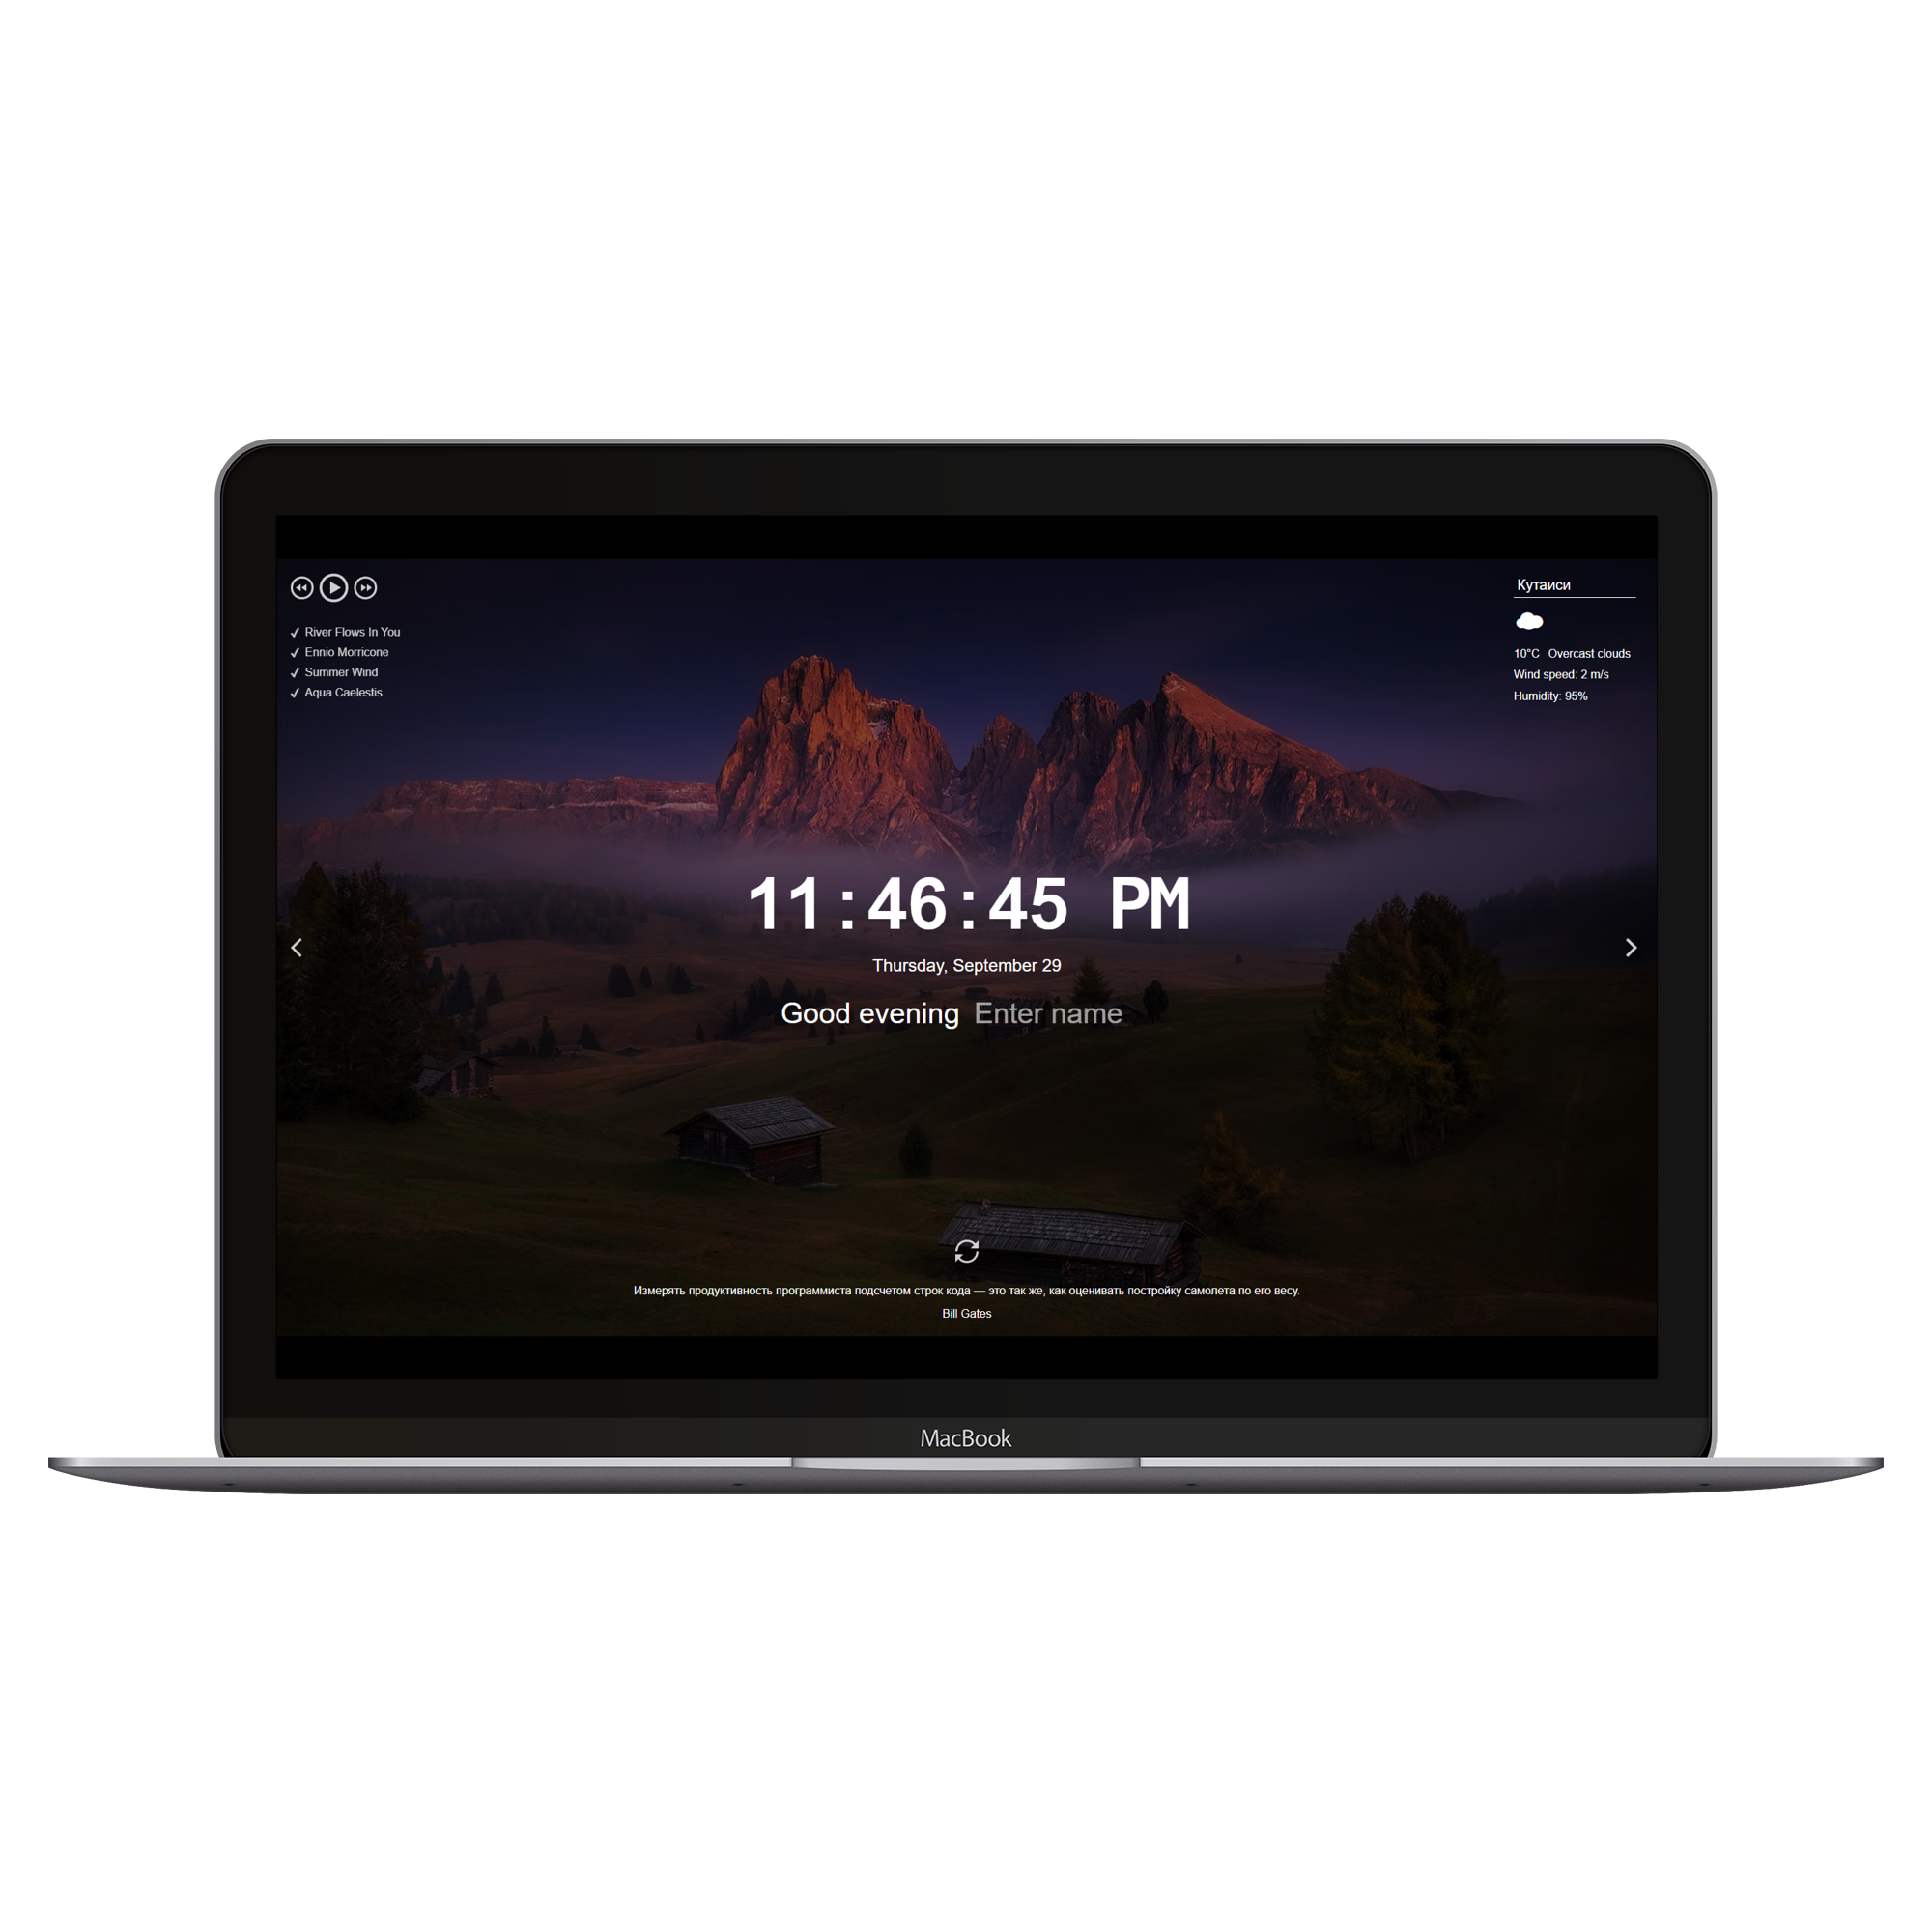 Кутаиси
River Flows In You
Ennio Morricone
Summer Wind
Aqua Caelestis
10°C Overcast clouds
Wind speed: 2 m/s
Humidity: 95%
11:46:45 PM
Thursday, September 29
Good evening Enter name
Измерять продуктивность программиста подсчетом строк кода — это так же, как оценивать постройку самолета по его весу.
Bill Gates
MacBook